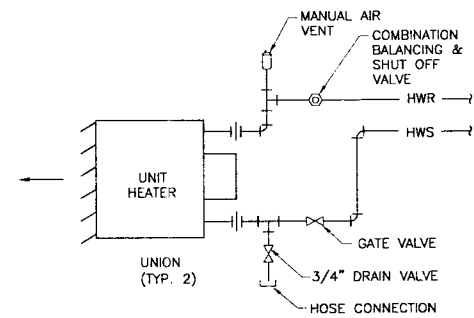 MANUAL AIR
VENT
COMBINATION
BALANCING &
SHUT OFF
VALVE
HWR
HWS
UNIT
HEATER
GATE VALVE
UNION
(TYP. 2)
3/4" DRAIN VALVE
HOSE CONNECTION